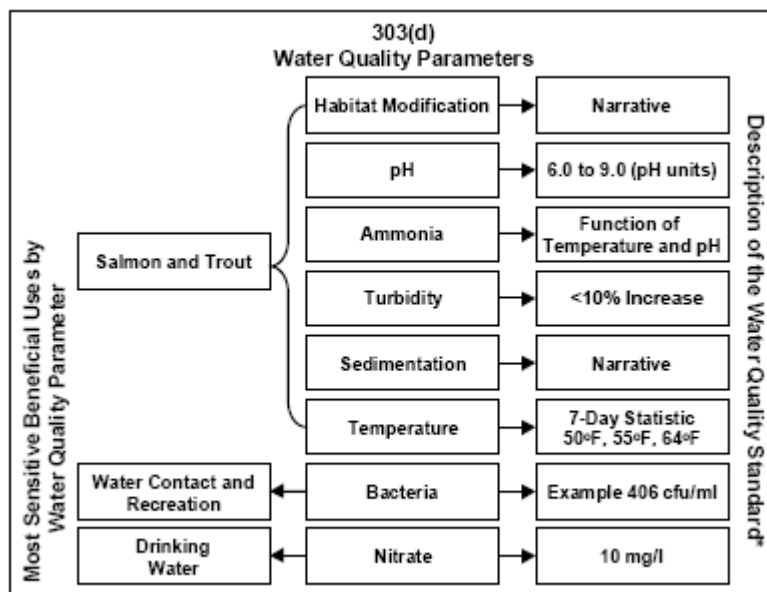 303(d)
Water Quality Parameters
Most Sensitive Beneficial Uses by
Water Quality Parameter
Salmon and Trout
Habitat Modification
Narrative
pH
6.0 to 9.0 (pH units)
Ammonia
Function of
Temperature and pH
Turbidity
<10% Increase
Sedimentation
Narrative
Temperature
7-Day Statistic
50ºF, 55ºF, 64ºF
Water Contact and
Recreation
Bacteria
Example 406 cfu/ml
Drinking
Water
Nitrate
10 mg/l
Description of the Water Quality Standard*